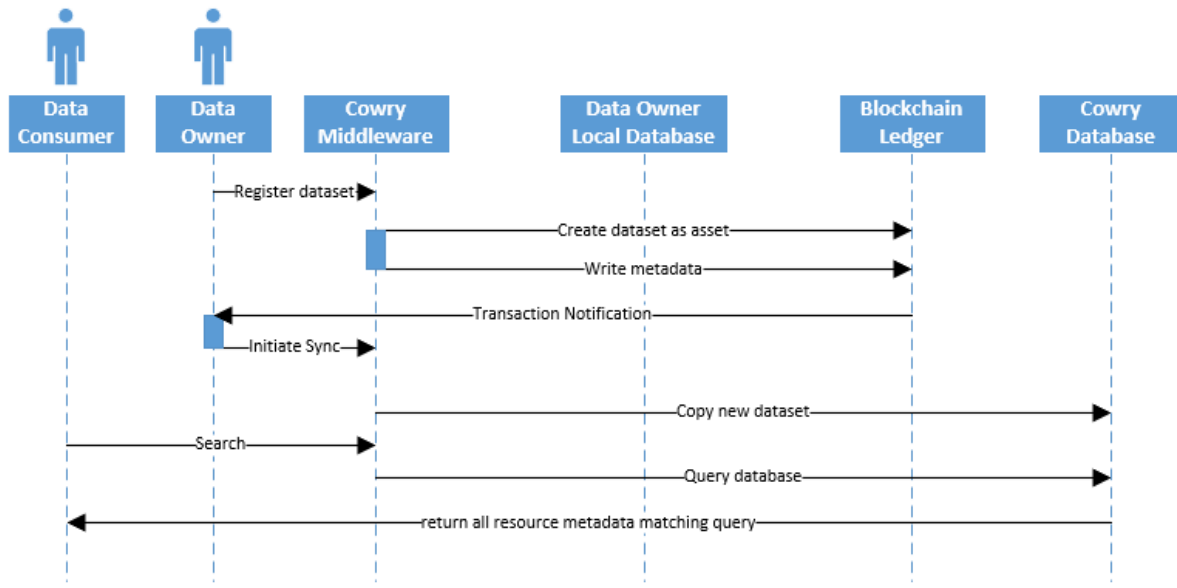 Data
Consumer
Data
Owner
Cowry
Middleware
Data Owner
Local Database
Blockchain
Ledger
Cowry
Database
Register dataset
Create dataset as asset
Write metadata
Transaction Notification
Initiate Sync
Copy new dataset
Search
Query database
return all resource metadata matching query